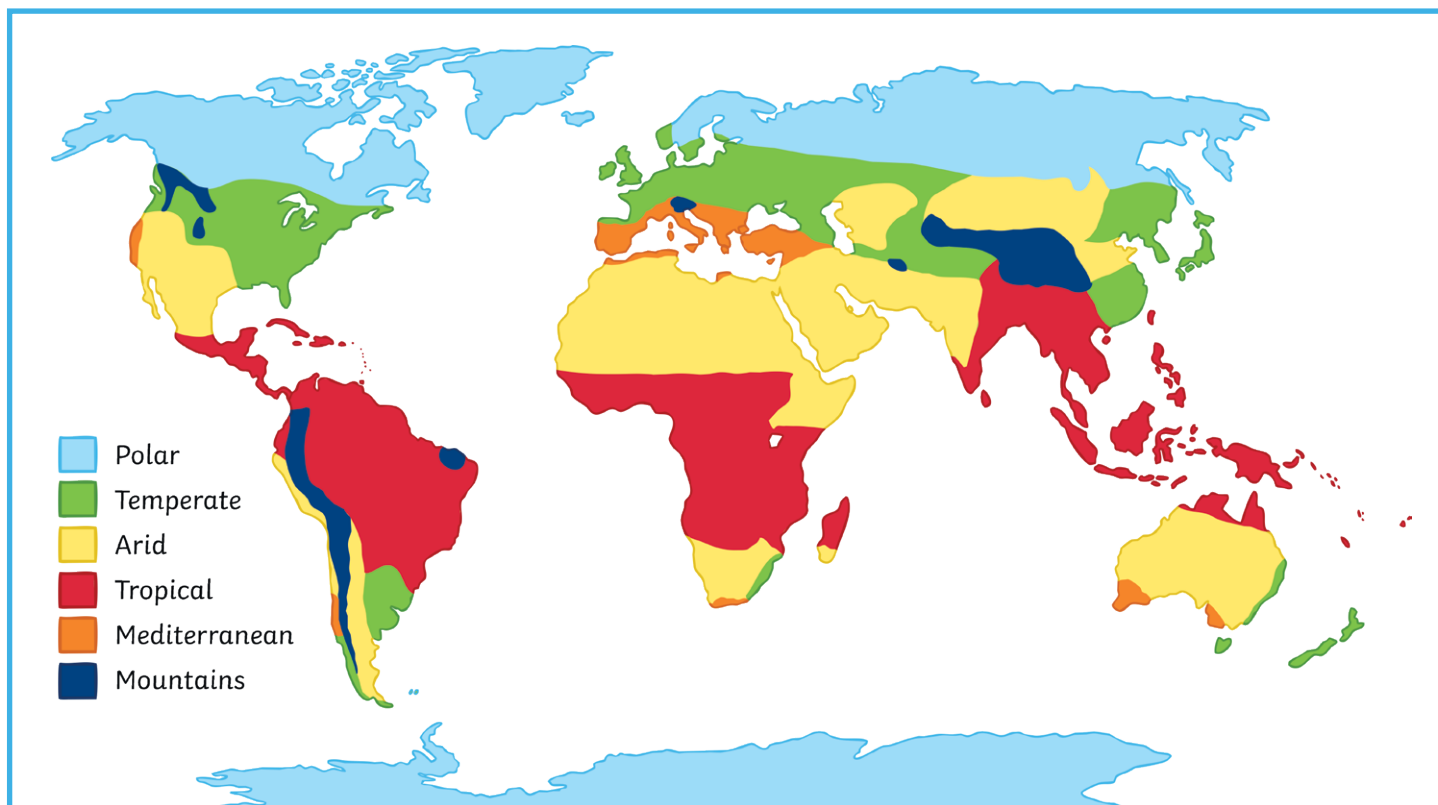 Polar
Temperate
Arid
Tropical
Mediterranean
Mountains